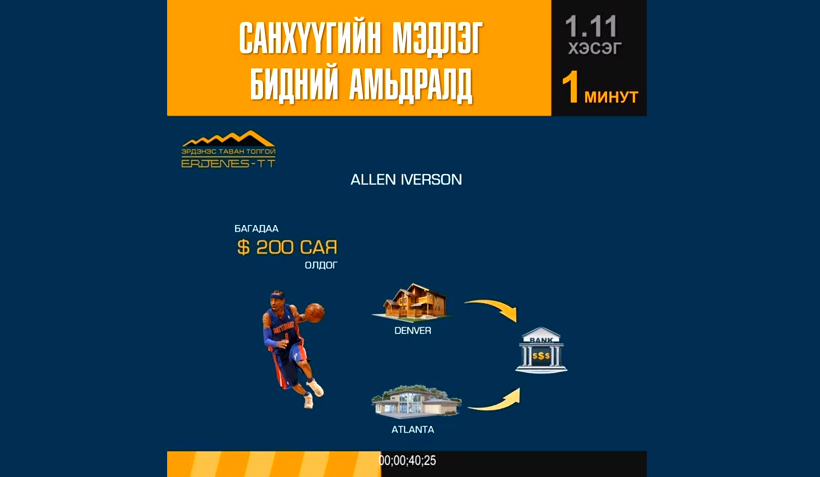 САНХҮҮГИЙН МЭДЛЭГ
БИДНИЙ АМЬДРАЛД
1.11
ХЭСЭГ
1 МИНУТ
ЭРДЭНЭС ТАВАН ТОЛГОЙ
ERDENES-TT
ALLEN IVERSON
БАГАДАА
$ 200 САЯ
ОЛДОГ
DENVER
BANK
$$$
ATLANTA
00;00;40;25